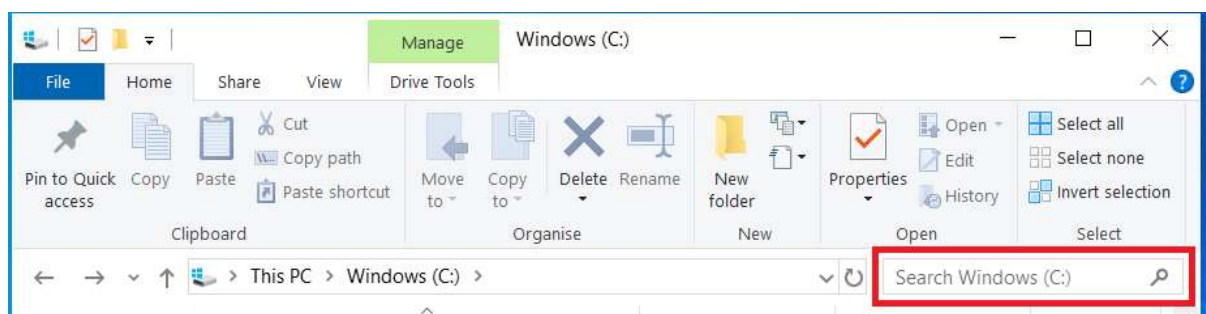 Manage Windows (C:)
File Home Share View Drive Tools
Pin to Quick access
Copy
Paste
Cut
Copy path
Paste shortcut
Clipboard
Move to
Copy to
Delete
Rename
Organise
New folder
New
Properties
Open
Edit
History
Open
Select all
Select none
Invert selection
Select
This PC > Windows (C:) >
Search Windows (C:)